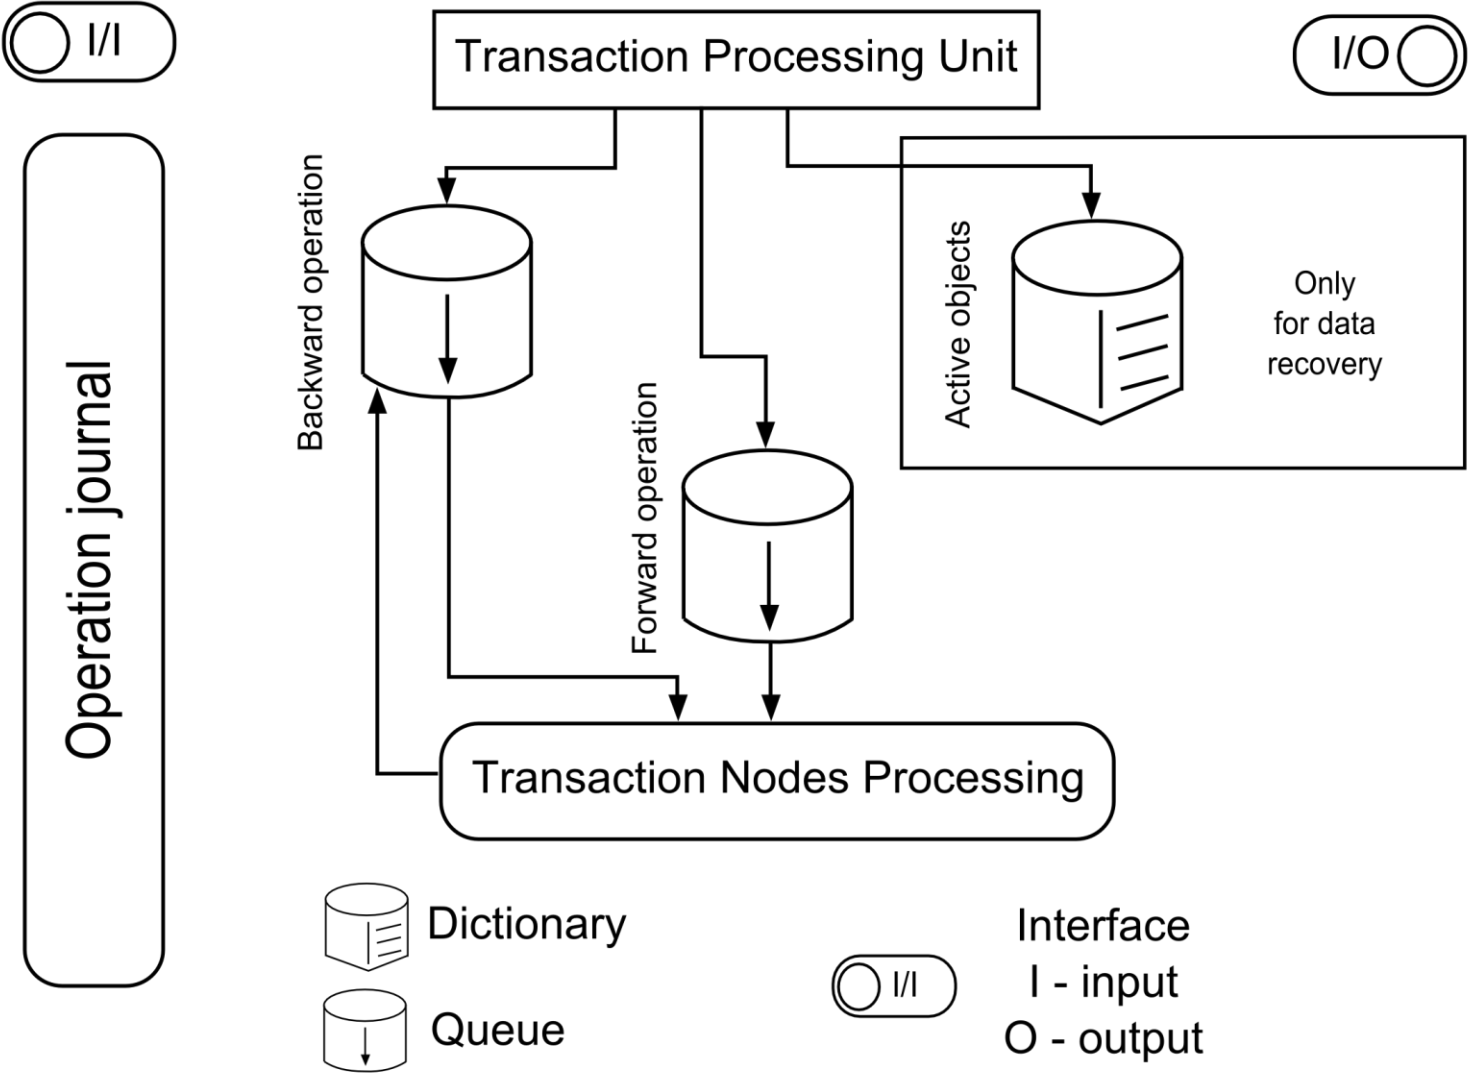 I/I
Transaction Processing Unit
I/O
Operation journal
Backward operation
Forward operation
Active objects
Only
for data
recovery
Transaction Nodes Processing
Dictionary
Queue
I/I
Interface
I - input
O - output